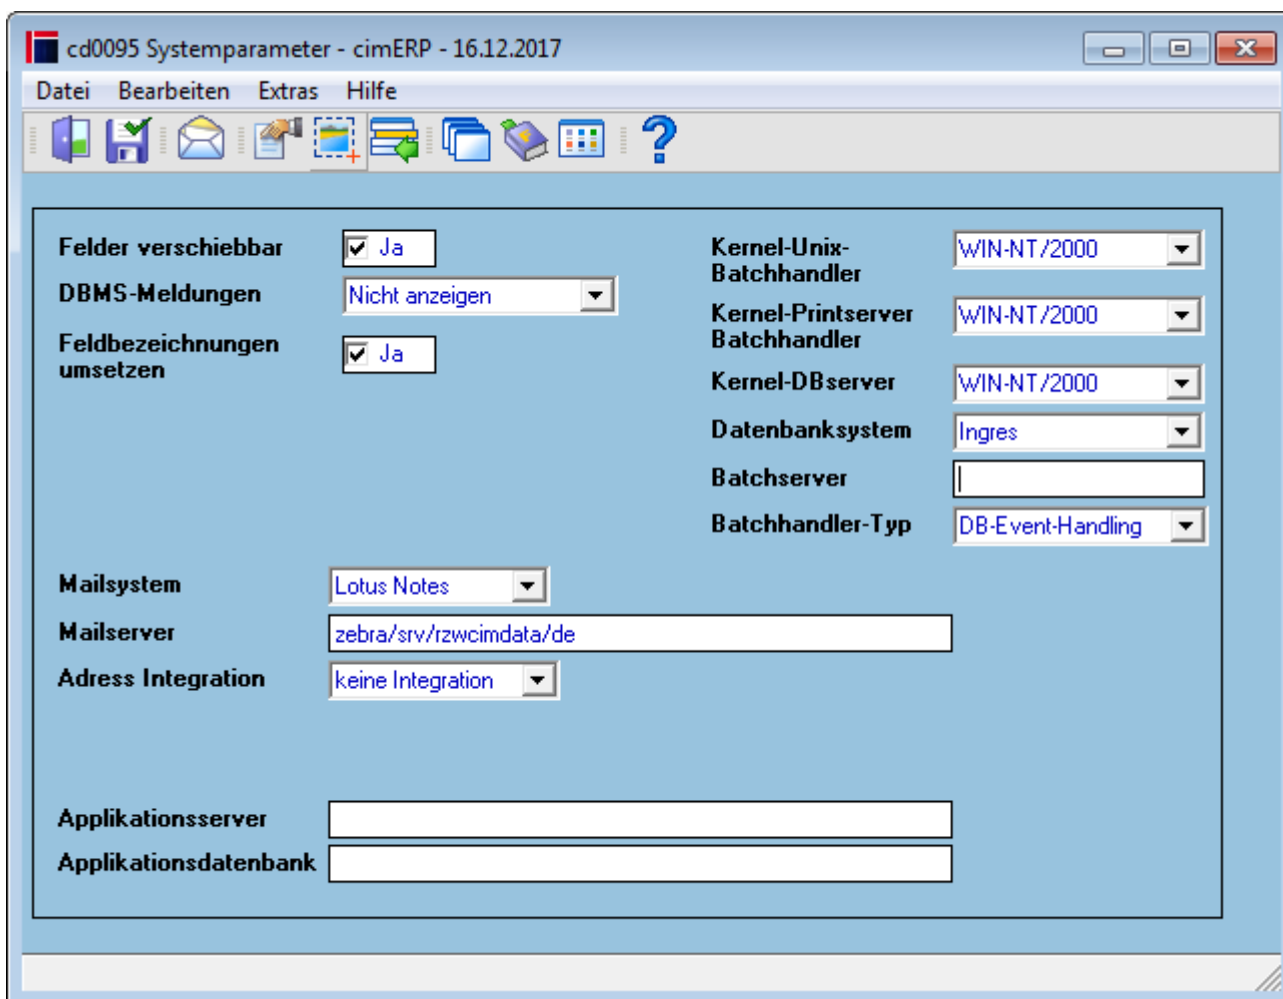 cd0095 Systemparameter - cimERP - 16.12.2017
Datei Bearbeiten Extras Hilfe
Felder verschiebbar Ja
DBMS-Meldungen Nicht anzeigen
Feldbezeichnungen
umsetzen Ja
Kernel-Unix-
Batchhandler WIN-NT/2000
Kernel-Printserver
Batchhandler WIN-NT/2000
Kernel-DBserver WIN-NT/2000
Datenbanksystem Ingres
Batchserver
Batchhandler-Typ DB-Event-Handling
Mailsystem Lotus Notes
Mailserver zebra/srv/rzwcimdata/de
Adress Integration keine Integration
Applikationsserver
Applikationsdatenbank